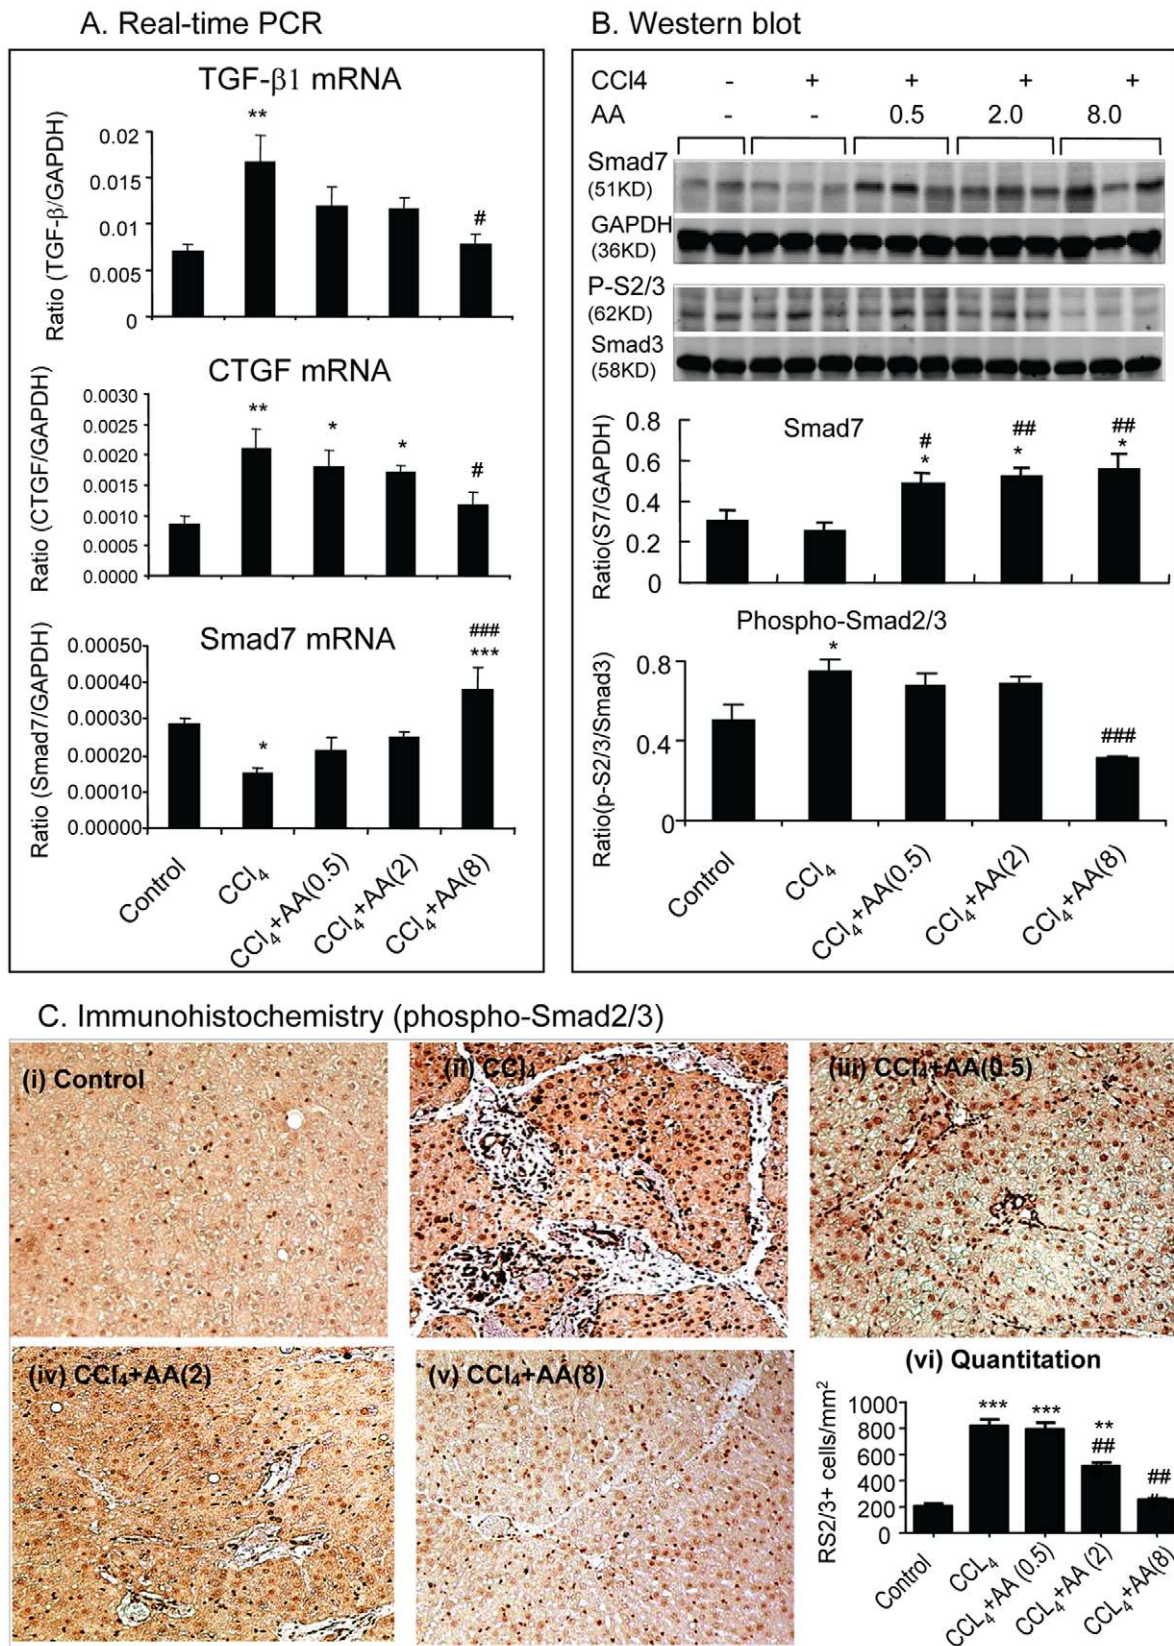 A. Real-time PCR
TGF-β1 mRNA
Ratio (TGF-β/GAPDH)
0.02
0.015
0.01
0.005
0
**
#
CTGF mRNA
Ratio (CTGF/GAPDH)
0.0030
0.0025
0.0020
0.0015
0.0010
0.0005
0.0000
**
*
*
#
Smad7 mRNA
Ratio (Smad7/GAPDH)
0.00050
0.00040
0.00030
0.00020
0.00010
0.00000
*
###
***
Control
CCl₄
CCl₄+AA(0.5)
CCl₄+AA(2)
CCl₄+AA(8)
B. Western blot
CCl4 - + + + +
AA - - 0.5 2.0 8.0
Smad7
(51KD)
GAPDH
(36KD)
P-S2/3
(62KD)
Smad3
(58KD)
Smad7
Ratio(S7/GAPDH)
0.8
0.6
0.4
0.2
0
#
*
##
*
##
*
Phospho-Smad2/3
Ratio(p-S2/3/Smad3)
0.8
0.4
0
*
###
Control
CCl₄
CCl₄+AA(0.5)
CCl₄+AA(2)
CCl₄+AA(8)
C. Immunohistochemistry (phospho-Smad2/3)
(i) Control
(ii) CCl₄
(iii) CCl₄+AA(0.5)
(iv) CCl₄+AA(2)
(v) CCl₄+AA(8)
(vi) Quantitation
RS2/3+ cells/mm²
1000
800
600
400
200
0
***
***
**
##
##
Control
CCL₄
CCL₄+AA (0.5)
CCL₄+AA (2)
CCL₄+AA(8)